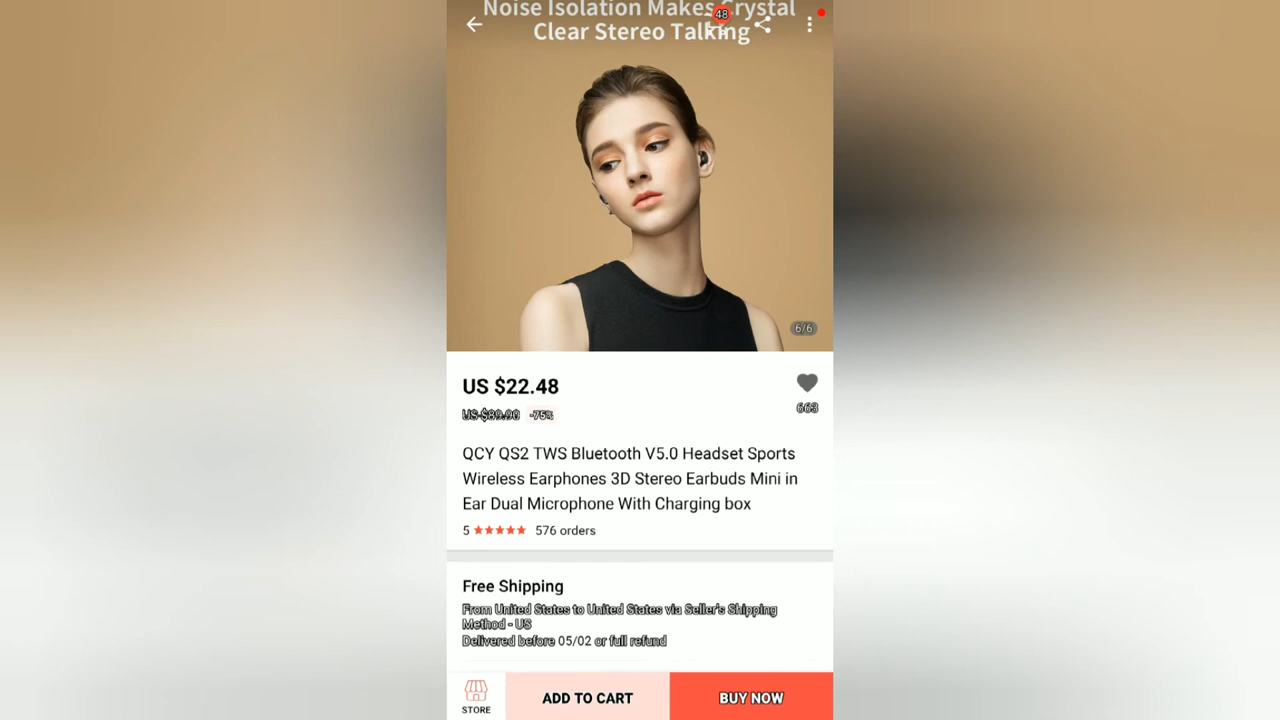 Noise Isolation Makes Crystal
48
Clear Stereo Talking
6/6
US $22.48
US $89.90 -75%
663
QCY QS2 TWS Bluetooth V5.0 Headset Sports
Wireless Earphones 3D Stereo Earbuds Mini in
Ear Dual Microphone With Charging box
5 ★★★★★ 576 orders
Free Shipping
From United States to United States via Seller's Shipping
Method - US
Delivered before 05/02 or full refund
STORE
ADD TO CART
BUY NOW